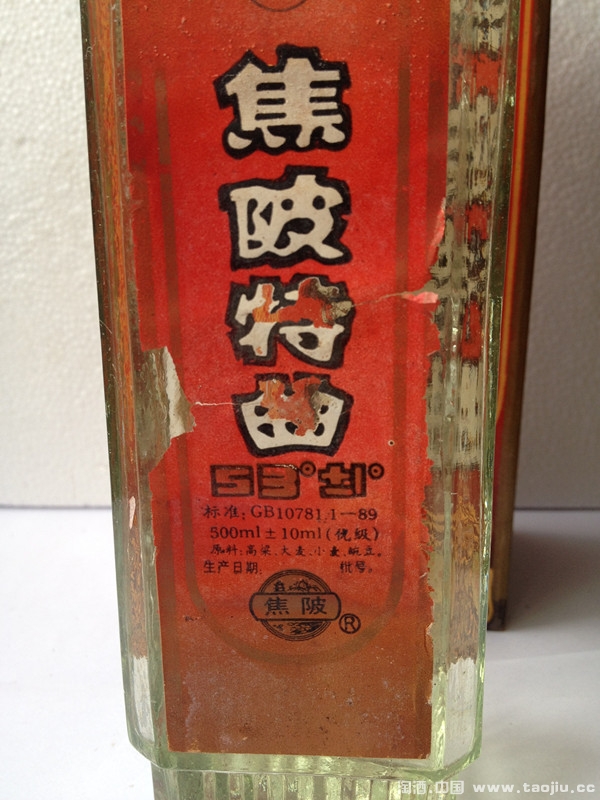 焦
陂
特
曲
53°±1°
标准:GB10781.1—89
500ml±10ml(优级)
原料:高粱、大麦、小麦、豌豆。
生产日期: 批号:
焦陂
®
淘酒.中国 www.taojiu.cc